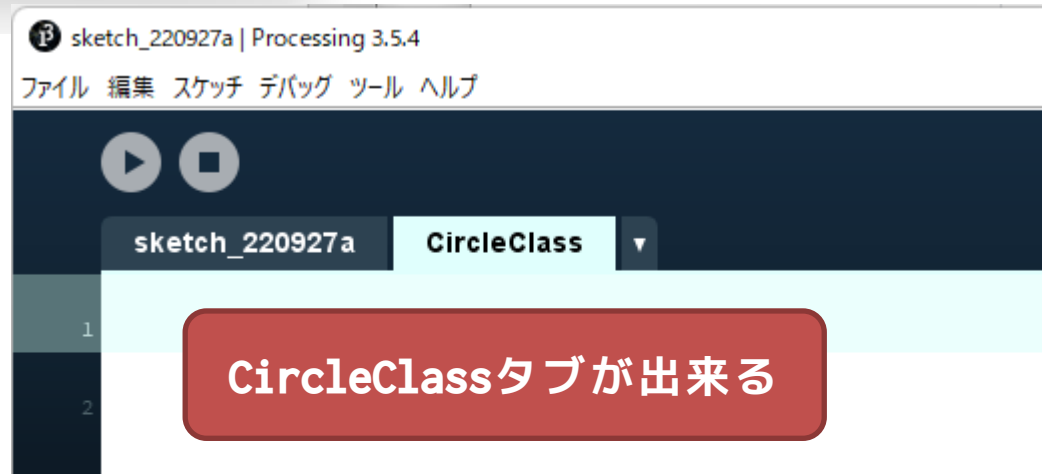 sketch_220927a | Processing 3.5.4
ファイル 編集 スケッチ デバッグ ツール ヘルプ
sketch_220927a CircleClass ▼
1
CircleClassタブが出来る
2